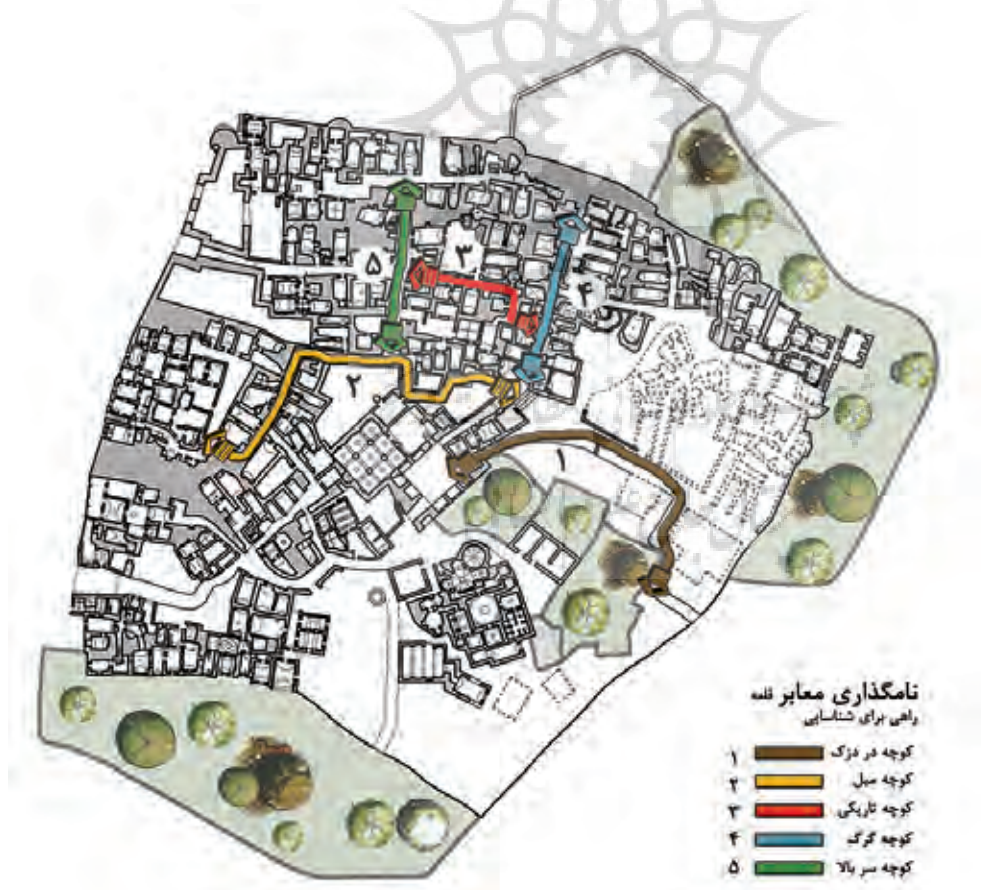 ۳
۵
۴
۲
۱
نامگذاری معابر قلعه
راهی برای شناسایی
کوچه در دزک ۱
کوچه میل ۲
کوچه تاریکی ۳
کوچه گرگ ۴
کوچه سر بالا ۵